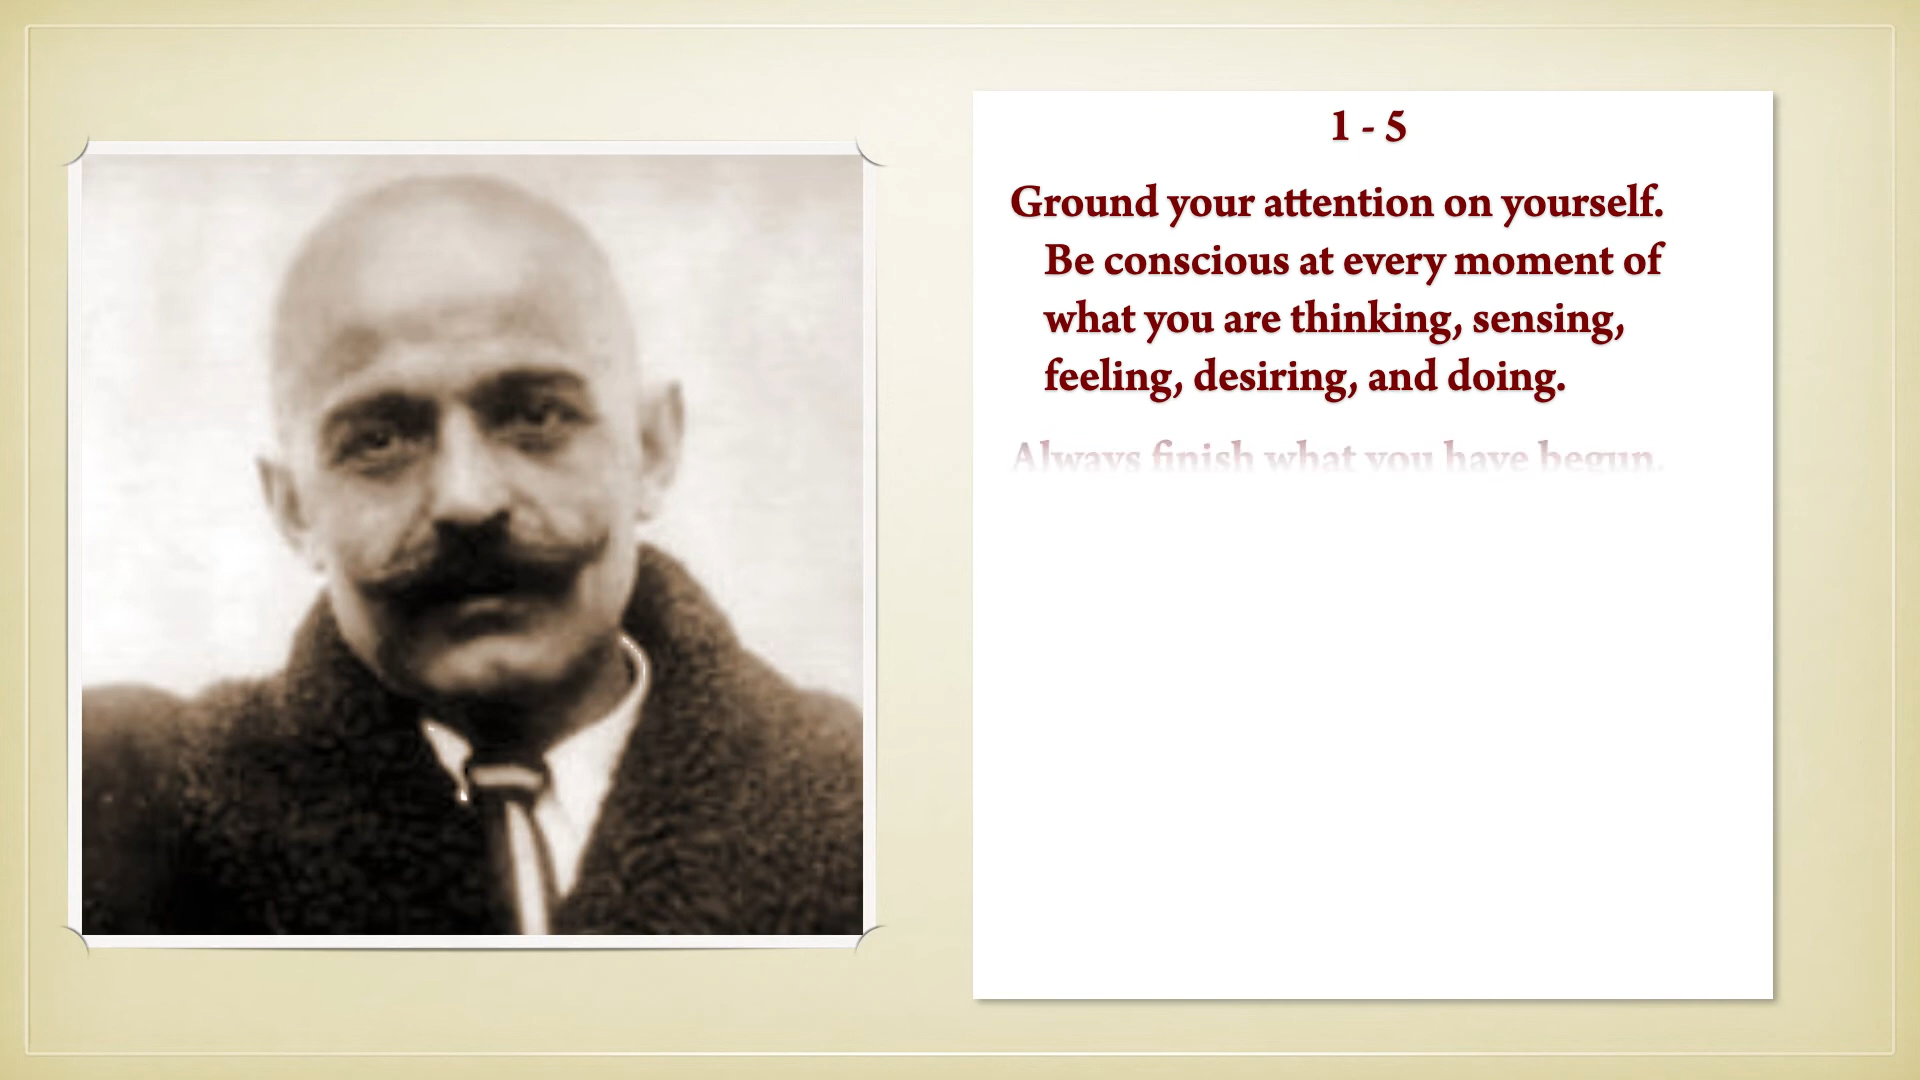 1 - 5
Ground your attention on yourself.
Be conscious at every moment of
what you are thinking, sensing,
feeling, desiring, and doing.
Always finish what you have begun.